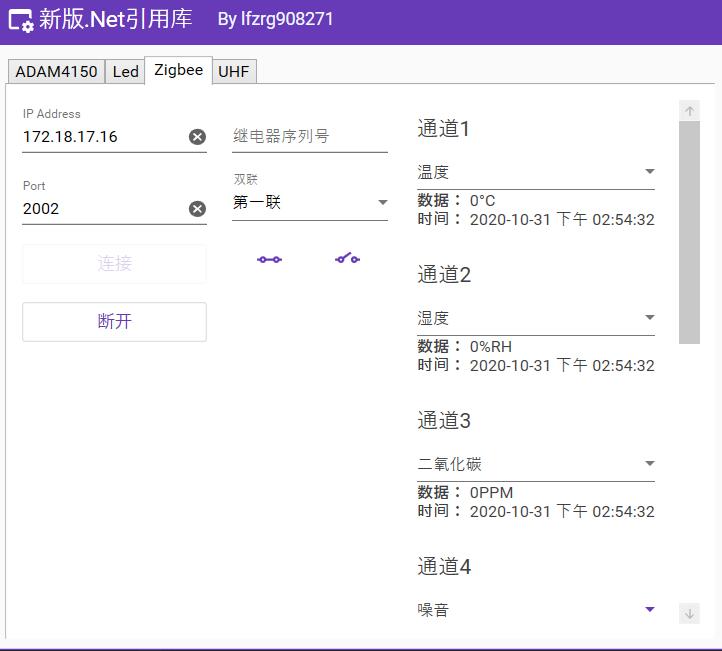 新版.Net引用库 By lfzrg908271
ADAM4150 Led Zigbee UHF
IP Address
172.18.17.16
Port
2002
连接
断开
继电器序列号
双联
第一联
通道1
温度
数据： 0°C
时间： 2020-10-31 下午 02:54:32
通道2
湿度
数据： 0%RH
时间： 2020-10-31 下午 02:54:32
通道3
二氧化碳
数据： 0PPM
时间： 2020-10-31 下午 02:54:32
通道4
噪音